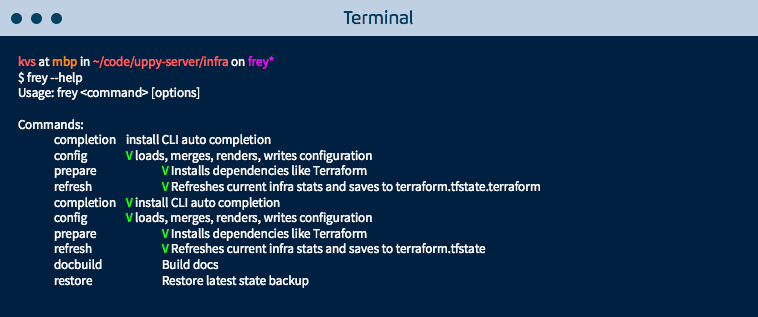 Terminal
kvs at mbp in ~/code/uppy-server/infra on frey*
$ frey --help
Usage: frey <command> [options]
Commands:
completion install CLI auto completion
config V loads, merges, renders, writes configuration
prepare V Installs dependencies like Terraform
refresh V Refreshes current infra stats and saves to terraform.tfstate.terraform
completion V install CLI auto completion
config V loads, merges, renders, writes configuration
prepare V Installs dependencies like Terraform
refresh V Refreshes current infra stats and saves to terraform.tfstate
docbuild Build docs
restore Restore latest state backup